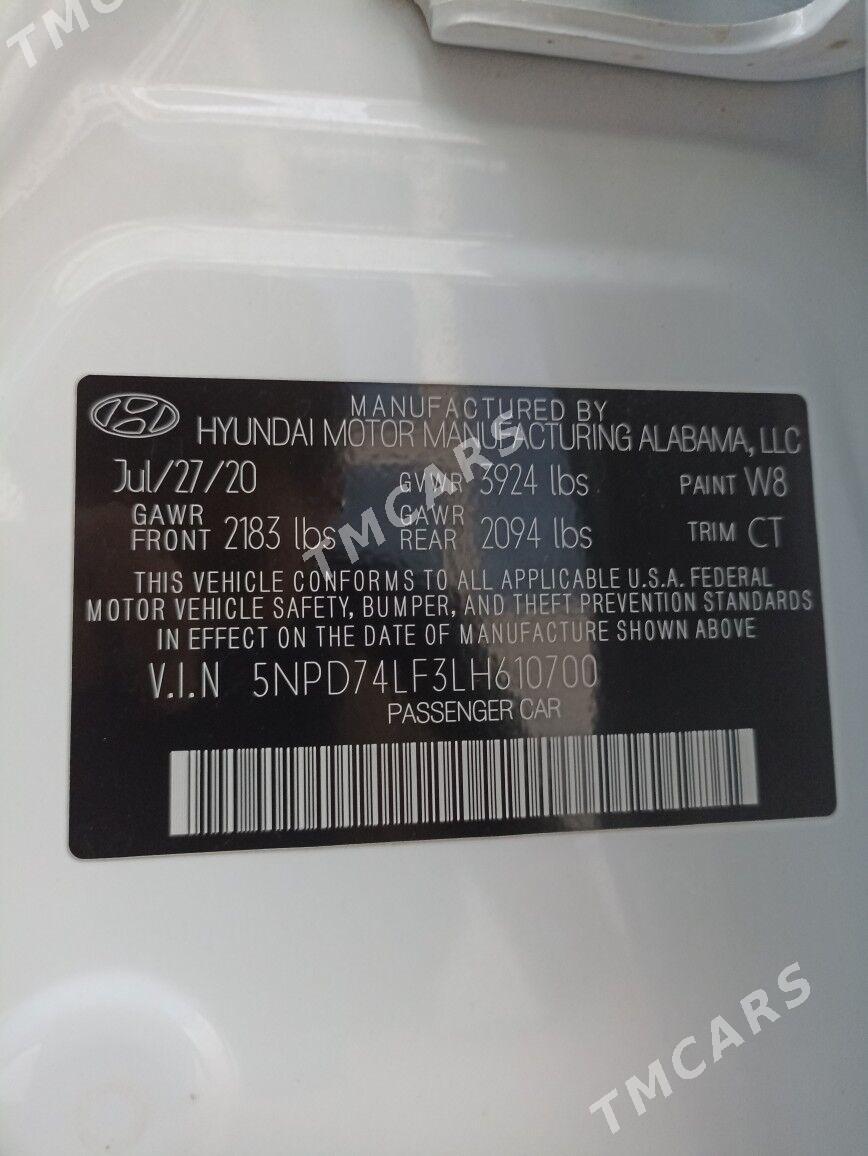 TMCARS
MANUFACTURED BY
HYUNDAI MOTOR MANUFACTURING ALABAMA, LLC
Jul/27/20 GVWR 3924 lbs PAINT W8
GAWR FRONT 2183 lbs GAWR REAR 2094 lbs TRIM CT
TMCARS
THIS VEHICLE CONFORMS TO ALL APPLICABLE U.S.A. FEDERAL
MOTOR VEHICLE SAFETY, BUMPER, AND THEFT PREVENTION STANDARDS
IN EFFECT ON THE DATE OF MANUFACTURE SHOWN ABOVE
V.I.N 5NPD74LF3LH610700
PASSENGER CAR
TMCARS